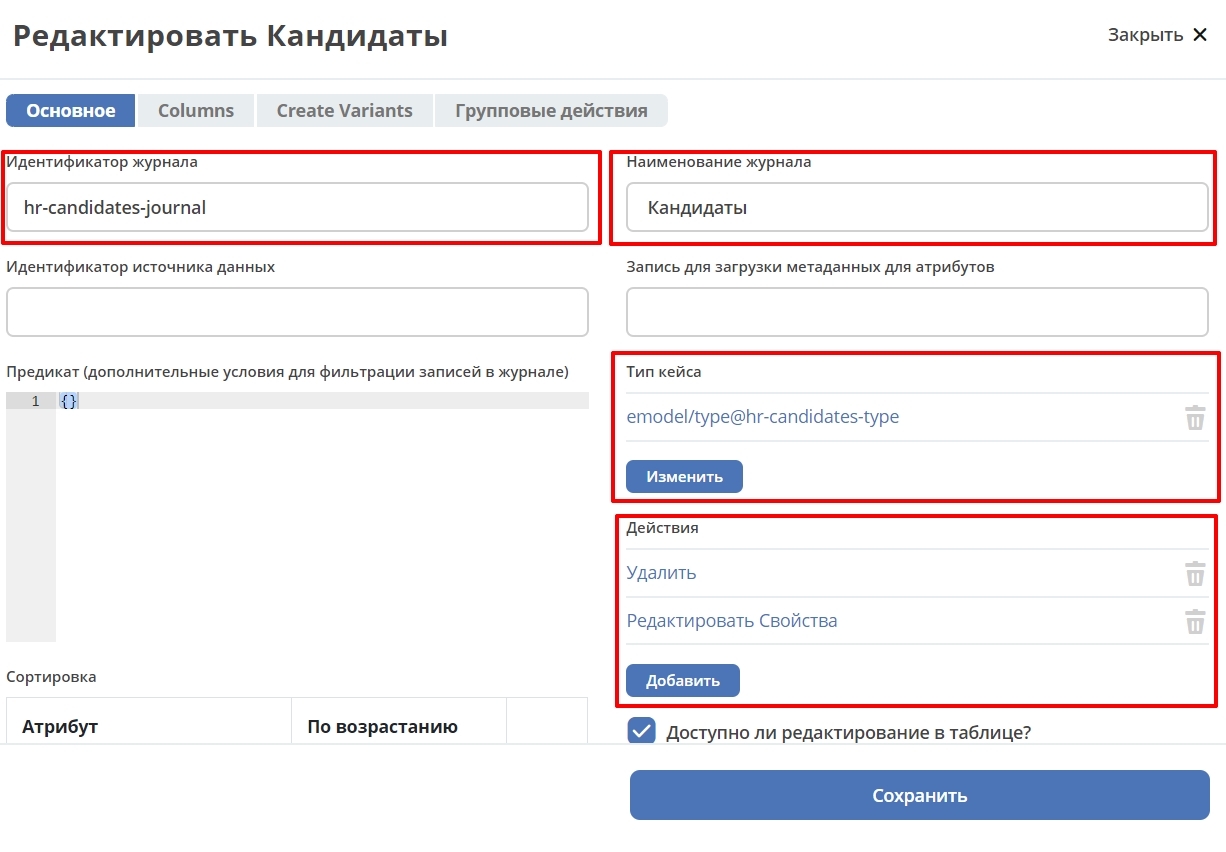 Редактировать Кандидаты
Закрыть ✕
Основное
Columns
Create Variants
Групповые действия
Идентификатор журнала
hr-candidates-journal
Наименование журнала
Кандидаты
Идентификатор источника данных
Запись для загрузки метаданных для атрибутов
Предикат (дополнительные условия для фильтрации записей в журнале)
1 {}
Тип кейса
emodel/type@hr-candidates-type
Изменить
Действия
Удалить
Редактировать Свойства
Добавить
Сортировка
Атрибут
По возрастанию
Доступно ли редактирование в таблице?
Сохранить